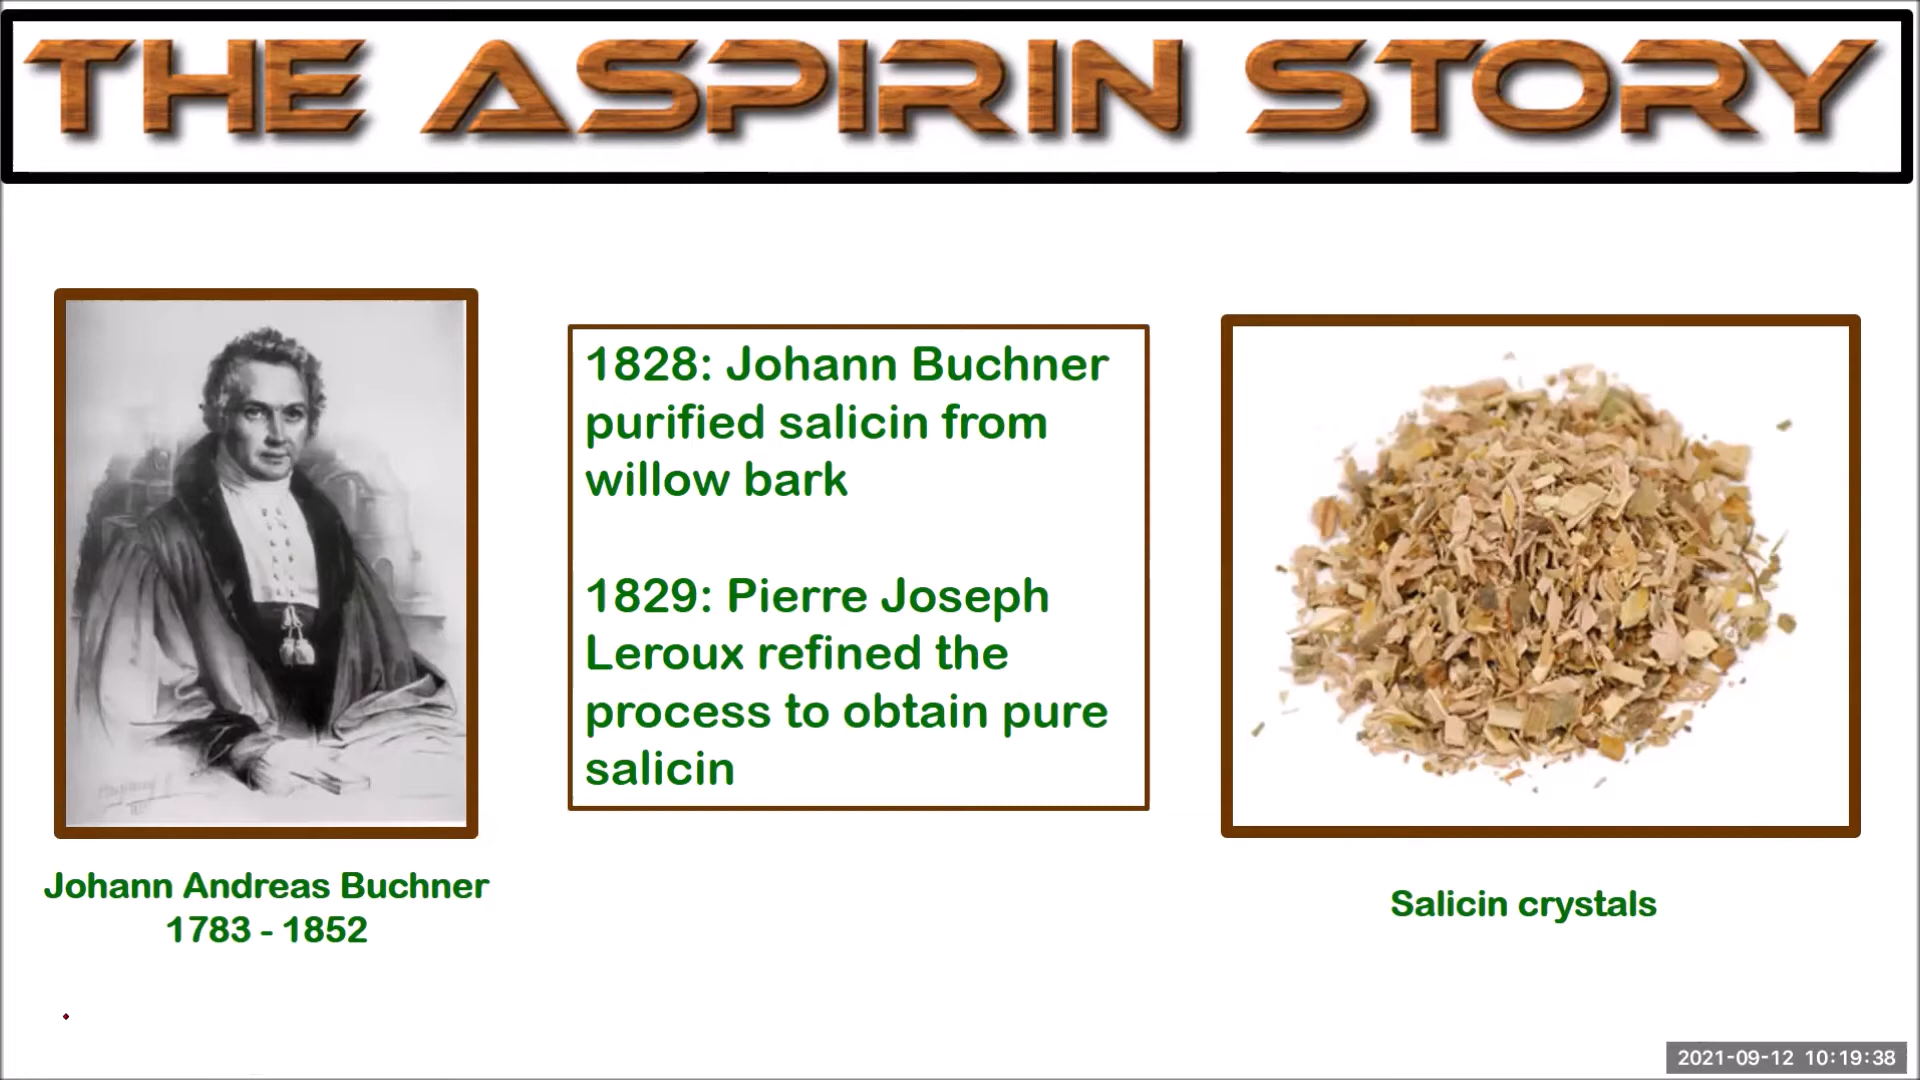 THE ASPIRIN STORY
1828: Johann Buchner
purified salicin from
willow bark
1829: Pierre Joseph
Leroux refined the
process to obtain pure
salicin
Johann Andreas Buchner
1783 - 1852
Salicin crystals
2021-09-12 10:19:38